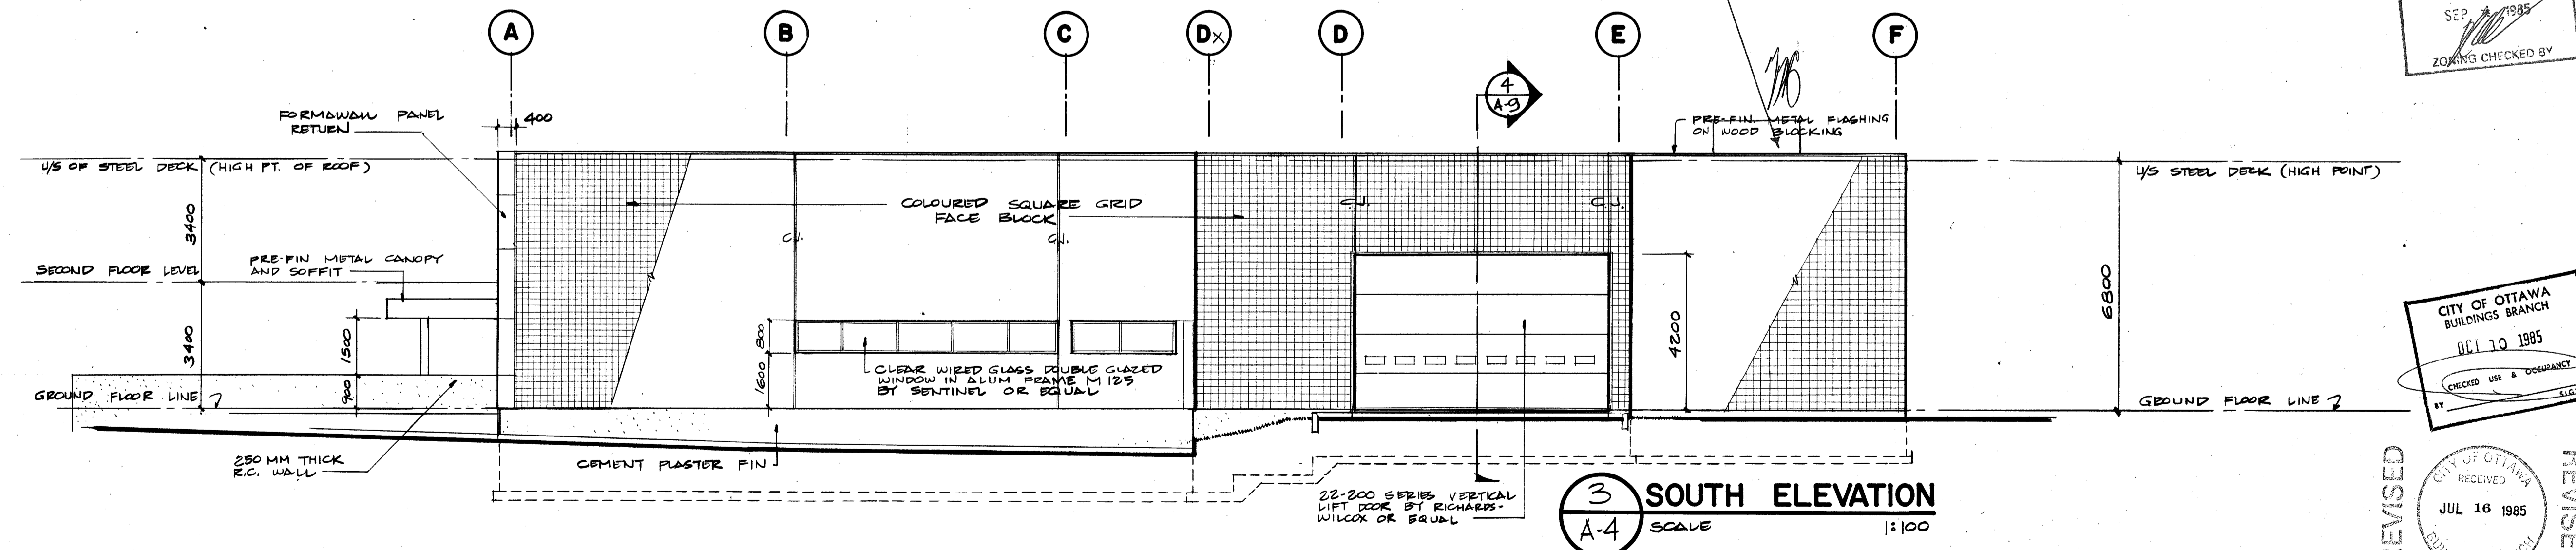 A
B
C
Dx
D
E
F
4
A-9
SEP 1985
ZONING CHECKED BY
FORMAWALL PANEL
RETURN
400
PRE-FIN. METAL FLASHING
ON WOOD BLOCKING
U/S OF STEEL DECK (HIGH PT. OF ROOF)
U/S STEEL DECK (HIGH POINT)
3400
COLOURED SQUARE GRID
FACE BLOCK
C.J.
C.J.
C.J.
C.J.
SECOND FLOOR LEVEL
PRE-FIN METAL CANOPY
AND SOFFIT
N
N
6800
4200
3400
1500
900
800
1600
CLEAR WIRED GLASS DOUBLE GLAZED
WINDOW IN ALUM FRAME M125
BY SENTINEL OR EQUAL
GROUND FLOOR LINE
GROUND FLOOR LINE
CITY OF OTTAWA
BUILDINGS BRANCH
OCT 10 1985
CHECKED USE & OCCUPANCY
BY
250 MM THICK
R.C. WALL
CEMENT PLASTER FIN
22-200 SERIES VERTICAL
LIFT DOOR BY RICHARDS-
WILCOX OR EQUAL
3
A-4
SOUTH ELEVATION
SCALE
1:100
CITY OF OTTAWA
RECEIVED
JUL 16 1985